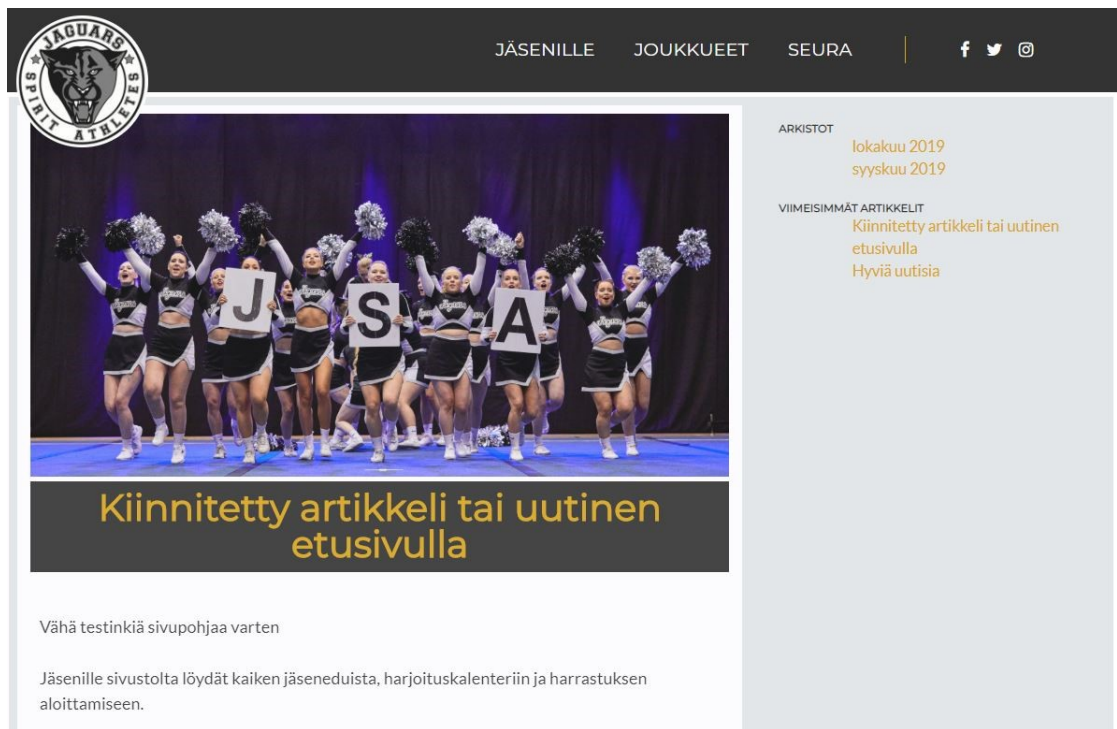 JAGUARS
SPIRIT ATHLETES
JÄSENILLE JOUKKUEET SEURA
J S A
Kiinnitetty artikkeli tai uutinen
etusivulla
Vähä testinkiä sivupohjaa varten
Jäsenille sivustolta löydät kaiken jäseneduista, harjoituskalenteriin ja harrastuksen
aloittamiseen.
ARKISTOT
lokakuu 2019
syyskuu 2019
VIIMEISIMMÄT ARTIKKELIT
Kiinnitetty artikkeli tai uutinen
etusivulla
Hyviä uutisia